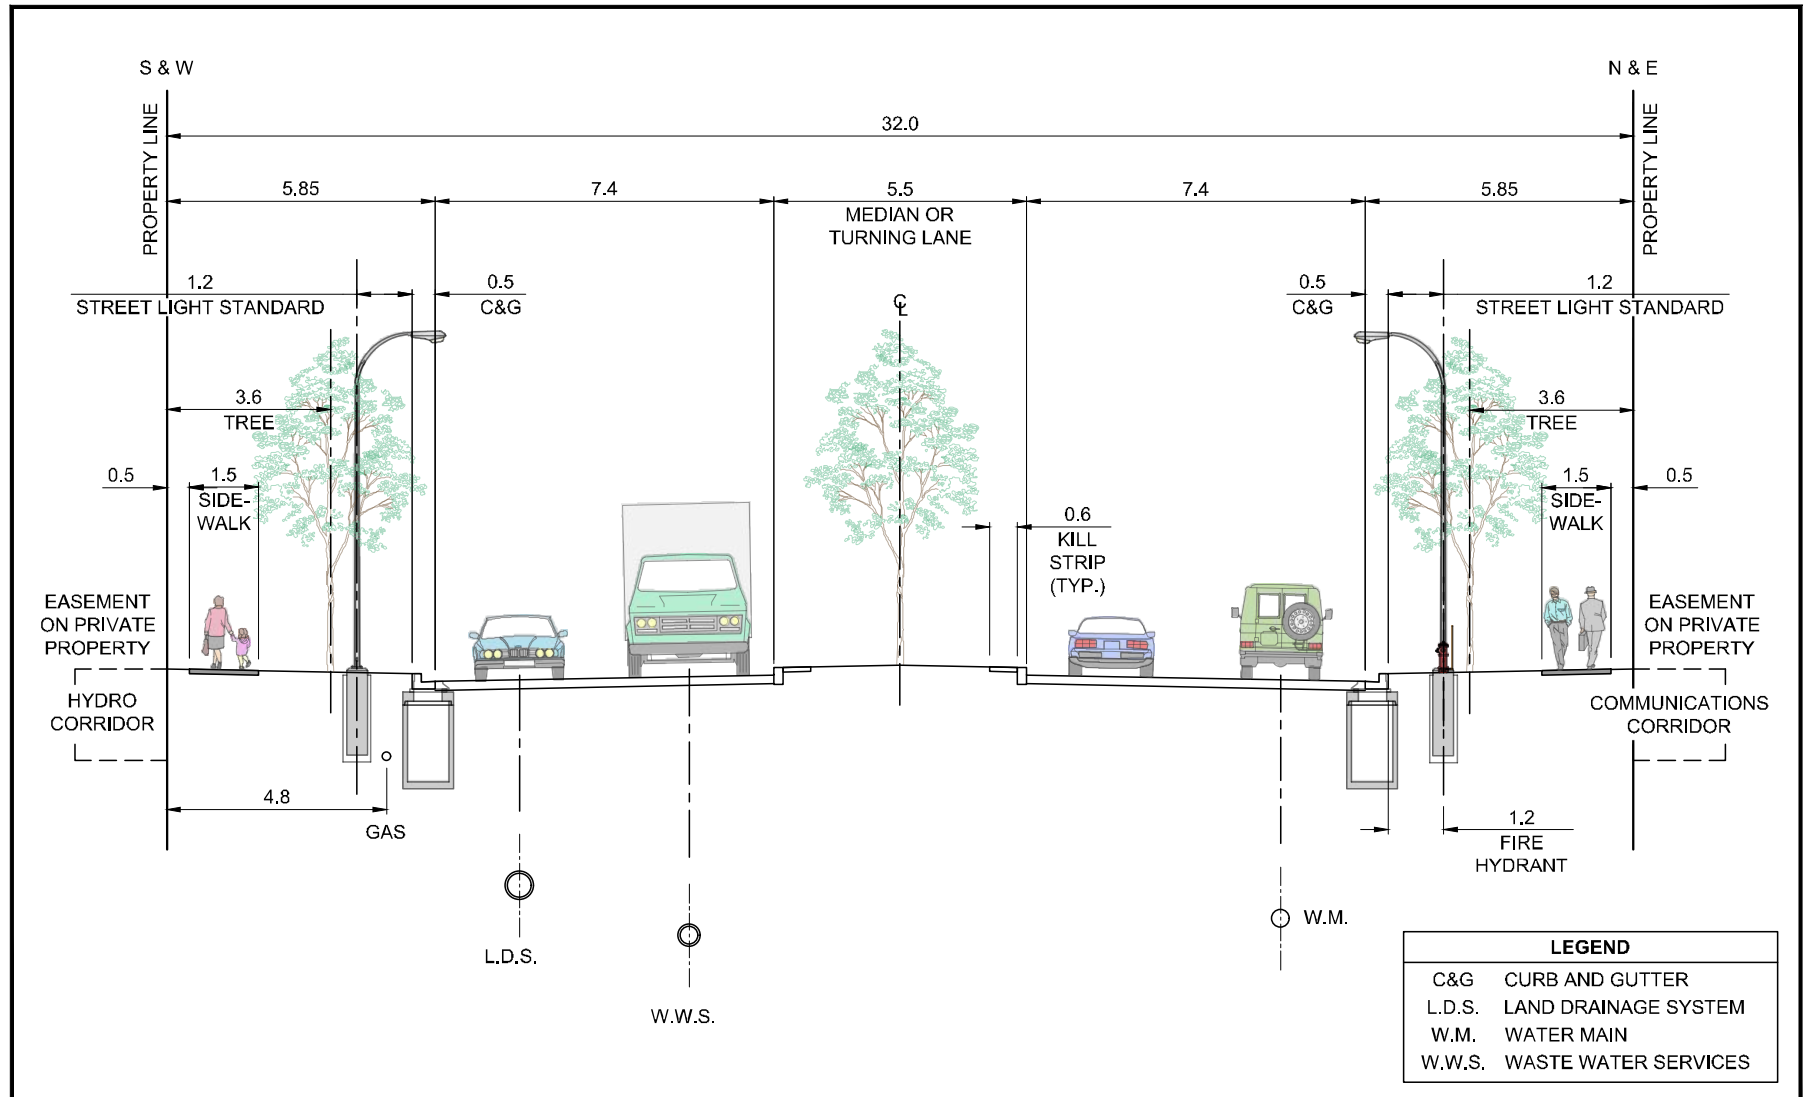 S & W
N & E
PROPERTY LINE
PROPERTY LINE
32.0
5.85
7.4
5.5
7.4
5.85
MEDIAN OR
TURNING LANE
1.2
STREET LIGHT STANDARD
0.5
C&G
℄
0.5
C&G
1.2
STREET LIGHT STANDARD
3.6
TREE
3.6
TREE
0.5
1.5
SIDE-
WALK
0.6
KILL
STRIP
(TYP.)
1.5
SIDE-
WALK
0.5
EASEMENT
ON PRIVATE
PROPERTY
EASEMENT
ON PRIVATE
PROPERTY
HYDRO
CORRIDOR
COMMUNICATIONS
CORRIDOR
4.8
GAS
1.2
FIRE
HYDRANT
L.D.S.
W.W.S.
W.M.
LEGEND
C&G CURB AND GUTTER
L.D.S. LAND DRAINAGE SYSTEM
W.M. WATER MAIN
W.W.S. WASTE WATER SERVICES